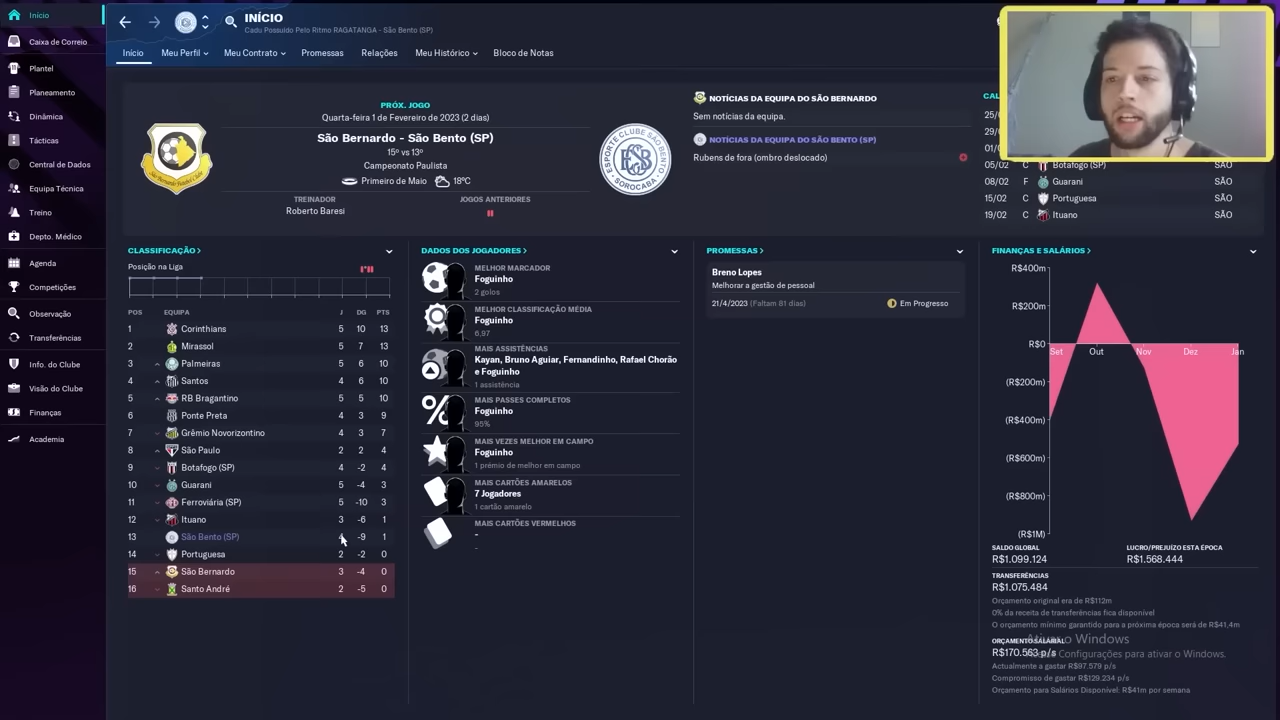 Início
Caixa de Correio
Plantel
Planeamento
Dinâmica
Tácticas
Central de Dados
Equipa Técnica
Treino
Depto. Médico
Agenda
Competições
Observação
Transferências
Info. do Clube
Visão do Clube
Finanças
Academia
INÍCIO
Cadu Possuído Pelo Ritmo RAGATANGA - São Bento (SP)
Início Meu Perfil Meu Contrato Promessas Relações Meu Histórico Bloco de Notas
PRÓX. JOGO
Quarta-feira 1 de Fevereiro de 2023 (2 dias)
São Bernardo - São Bento (SP)
15º vs 13º
Campeonato Paulista
Primeiro de Maio 18ºC
TREINADOR
Roberto Baresi
JOGOS ANTERIORES
ESPORTE CLUBE SÃO BENTO
SOROCABA
NOTÍCIAS DA EQUIPA DO SÃO BERNARDO
Sem notícias da equipa.
NOTÍCIAS DA EQUIPA DO SÃO BENTO (SP)
Rubens de fora (ombro deslocado)
25/
29/
01/
05/02 C Botafogo (SP) SÃO
08/02 F Guarani SÃO
15/02 C Portuguesa SÃO
19/02 C Ituano SÃO
CLASSIFICAÇÃO >
Posição na Liga
POS EQUIPA J DG PTS
1 Corinthians 5 10 13
2 Mirassol 5 7 13
3 Palmeiras 5 6 10
4 Santos 4 6 10
5 RB Bragantino 5 5 10
6 Ponte Preta 4 3 9
7 Grêmio Novorizontino 4 3 7
8 São Paulo 2 2 4
9 Botafogo (SP) 4 -2 4
10 Guarani 5 -4 3
11 Ferroviária (SP) 5 -10 3
12 Ituano 3 -6 1
13 São Bento (SP) 4 -9 1
14 Portuguesa 2 -2 0
15 São Bernardo 3 -4 0
16 Santo André 2 -5 0
DADOS DOS JOGADORES >
MELHOR MARCADOR
Foguinho
2 golos
MELHOR CLASSIFICAÇÃO MÉDIA
Foguinho
6,97
MAIS ASSISTÊNCIAS
Kayan, Bruno Aguiar, Fernandinho, Rafael Chorão
e Foguinho
1 assistência
MAIS PASSES COMPLETOS
Foguinho
95%
MAIS VEZES MELHOR EM CAMPO
Foguinho
1 prémio de melhor em campo
MAIS CARTÕES AMARELOS
7 Jogadores
1 cartão amarelo
MAIS CARTÕES VERMELHOS
-
-
PROMESSAS >
Breno Lopes
Melhorar a gestão de pessoal
21/4/2023 (Faltam 81 dias) Em Progresso
FINANÇAS E SALÁRIOS >
R$400m
R$200m
R$0
(R$200m)
(R$400m)
(R$600m)
(R$800m)
(R$1M)
Set Out Nov Dez Jan
SALDO GLOBAL
R$1.099.124
LUCRO/PREJUÍZO ESTA ÉPOCA
R$1.568.444
TRANSFERÊNCIAS
R$1.075.484
Orçamento original era de R$112m
0% da receita de transferências fica disponível
O orçamento mínimo garantido para a próxima época será de R$41,4m
ORÇAMENTO SALARIAL
R$170.563 p/s
Actualmente a gastar R$97.579 p/s
Compromisso de gastar R$129.234 p/s
Orçamento para Salários Disponível: R$41m por semana
Ativar o Windows
Configurações para ativar o Windows.